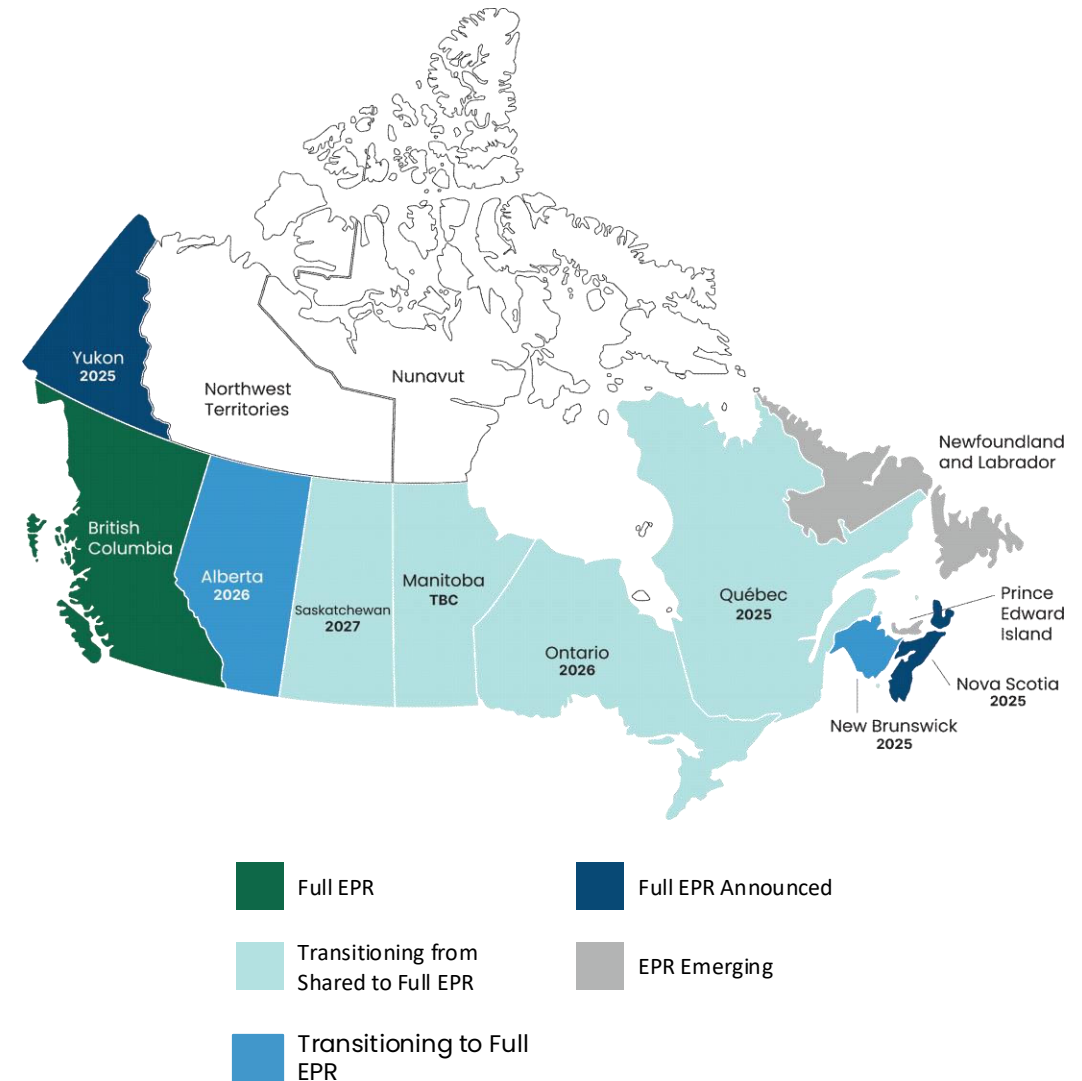 Yukon
2025
Northwest
Territories
Nunavut
Newfoundland
and Labrador
British
Columbia
Alberta
2026
Saskatchewan
2027
Manitoba
TBC
Ontario
2026
Québec
2025
Prince
Edward
Island
Nova Scotia
2025
New Brunswick
2025
Full EPR
Full EPR Announced
Transitioning from
Shared to Full EPR
EPR Emerging
Transitioning to Full
EPR